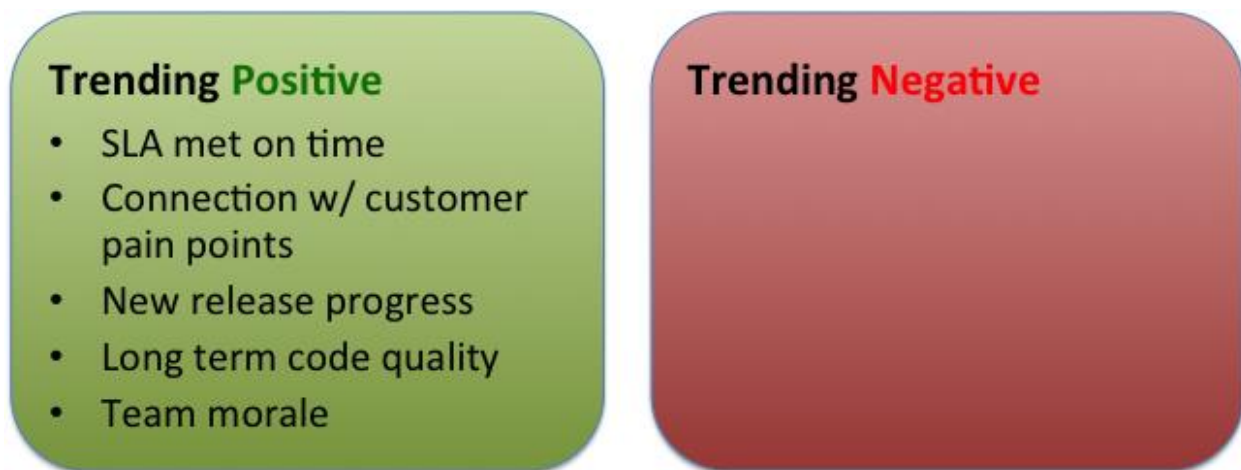 Trending Positive
• SLA met on time
• Connection w/ customer
pain points
• New release progress
• Long term code quality
• Team morale
Trending Negative